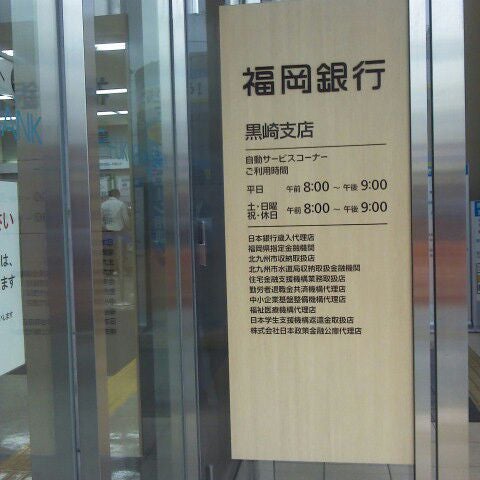 福岡銀行
黒崎支店
自動サービスコーナー
ご利用時間
平日 午前 8:00 ～ 午後 9:00
土・日曜
祝・休日 午前 8:00 ～ 午後 9:00
日本銀行歳入代理店
福岡県指定金融機関
北九州市収納取扱店
北九州市水道局収納取扱金融機関
住宅金融支援機構業務取扱店
勤労者退職金共済機構代理店
中小企業基盤整備機構代理店
福祉医療機構代理店
日本学生支援機構返還金取扱店
株式会社日本政策金融公庫代理店
さい
は、
ます
BANK